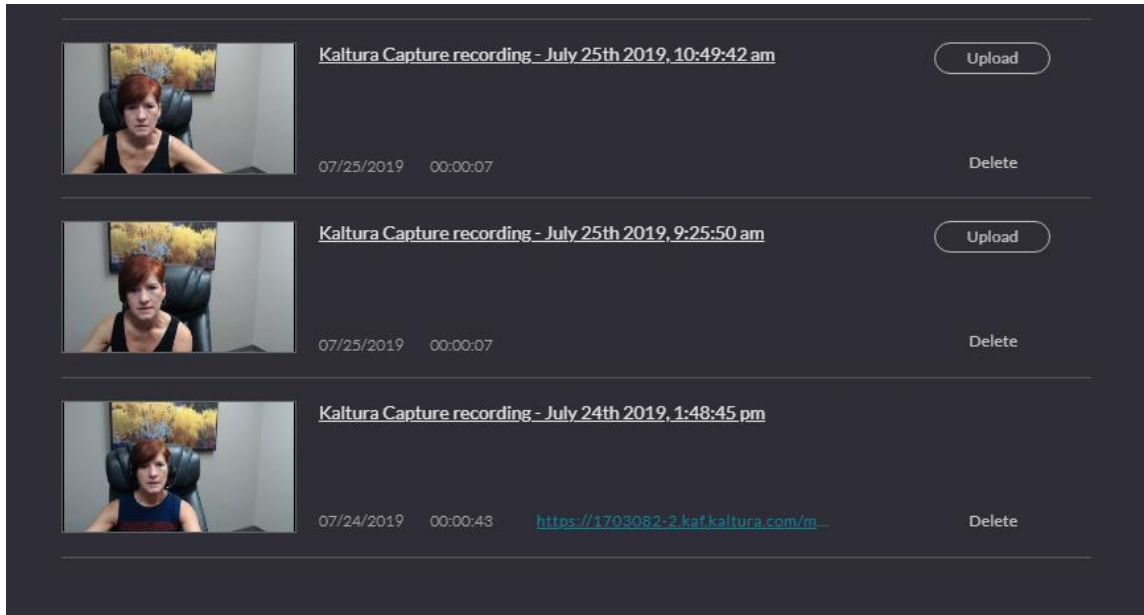 Kaltura Capture recording - July 25th 2019, 10:49:42 am
Upload
07/25/2019 00:00:07
Delete
Kaltura Capture recording - July 25th 2019, 9:25:50 am
Upload
07/25/2019 00:00:07
Delete
Kaltura Capture recording - July 24th 2019, 1:48:45 pm
07/24/2019 00:00:43 https://1703082-2.kaf.kaltura.com/m...
Delete